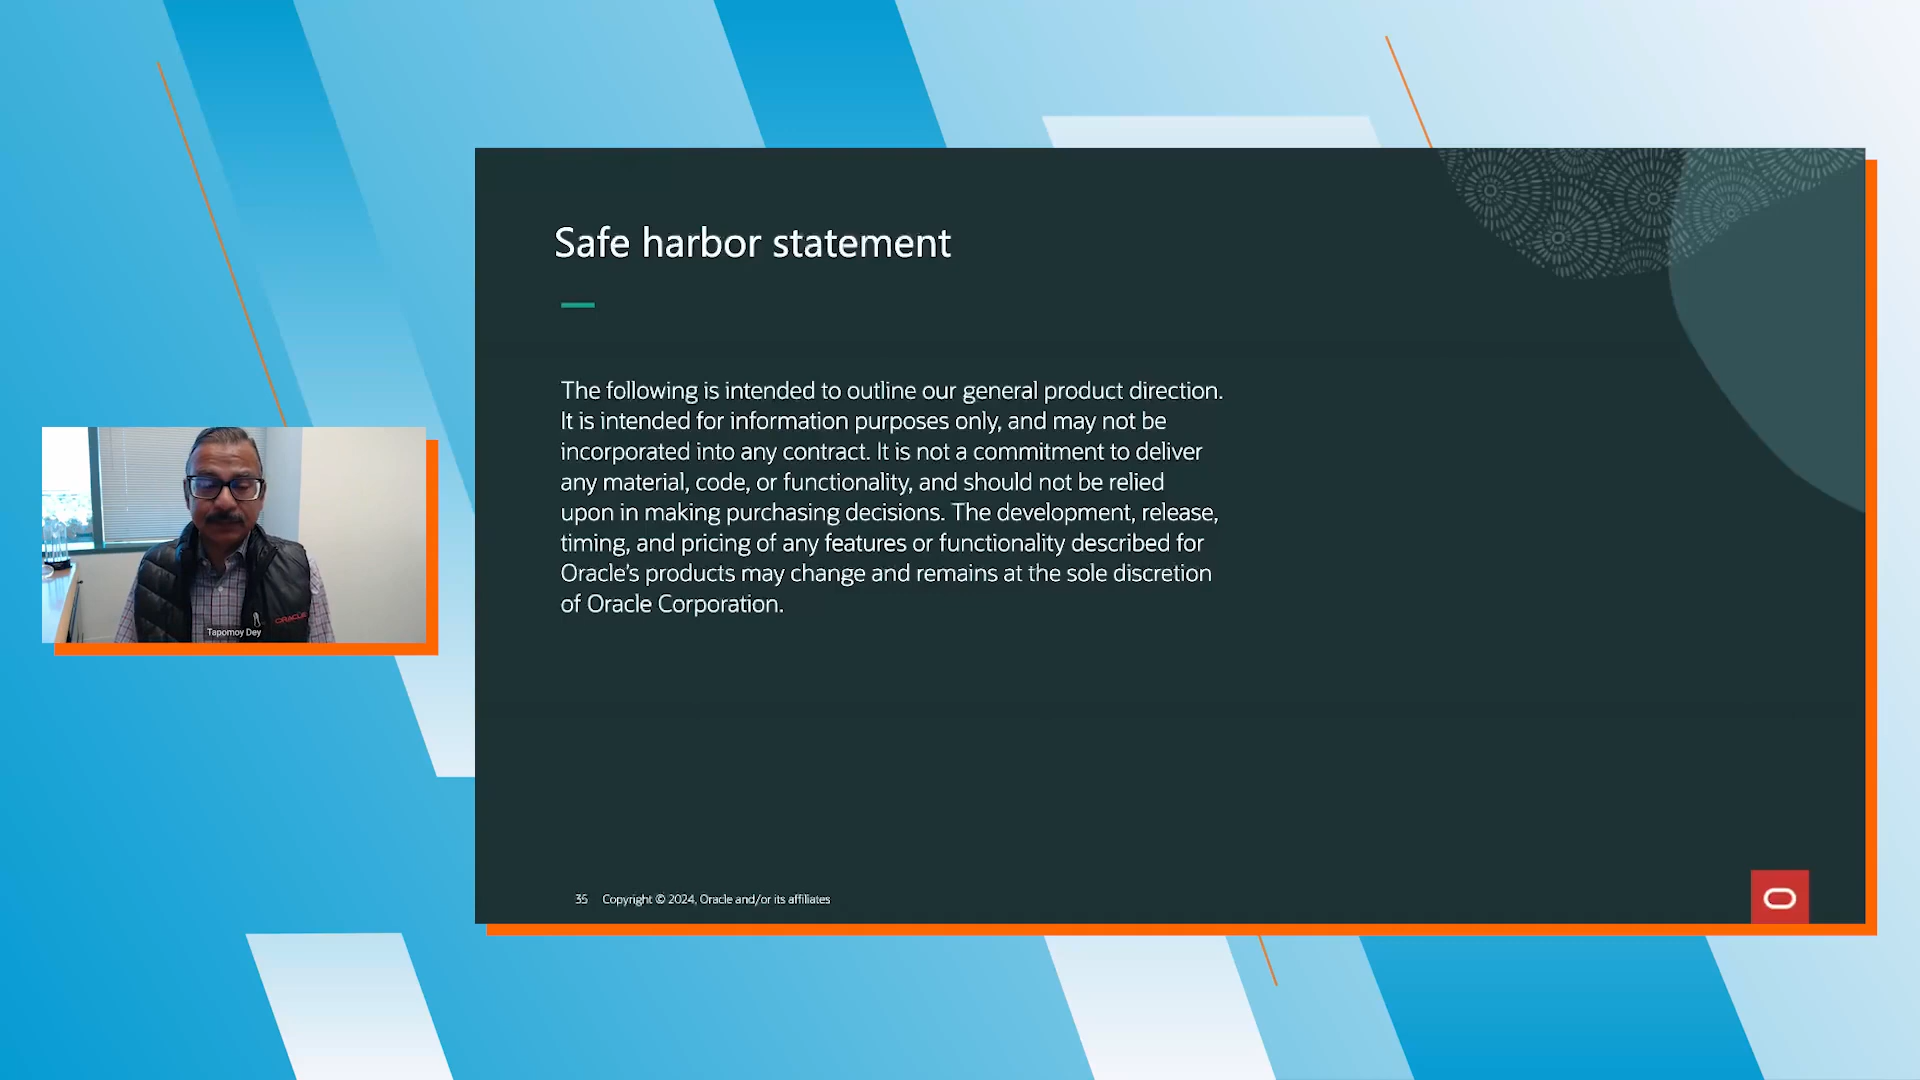 Safe harbor statement
The following is intended to outline our general product direction.
It is intended for information purposes only, and may not be
incorporated into any contract. It is not a commitment to deliver
any material, code, or functionality, and should not be relied
upon in making purchasing decisions. The development, release,
timing, and pricing of any features or functionality described for
Oracle’s products may change and remains at the sole discretion
of Oracle Corporation.
ORACLE
Tapomoy Dey
35 Copyright © 2024, Oracle and/or its affiliates